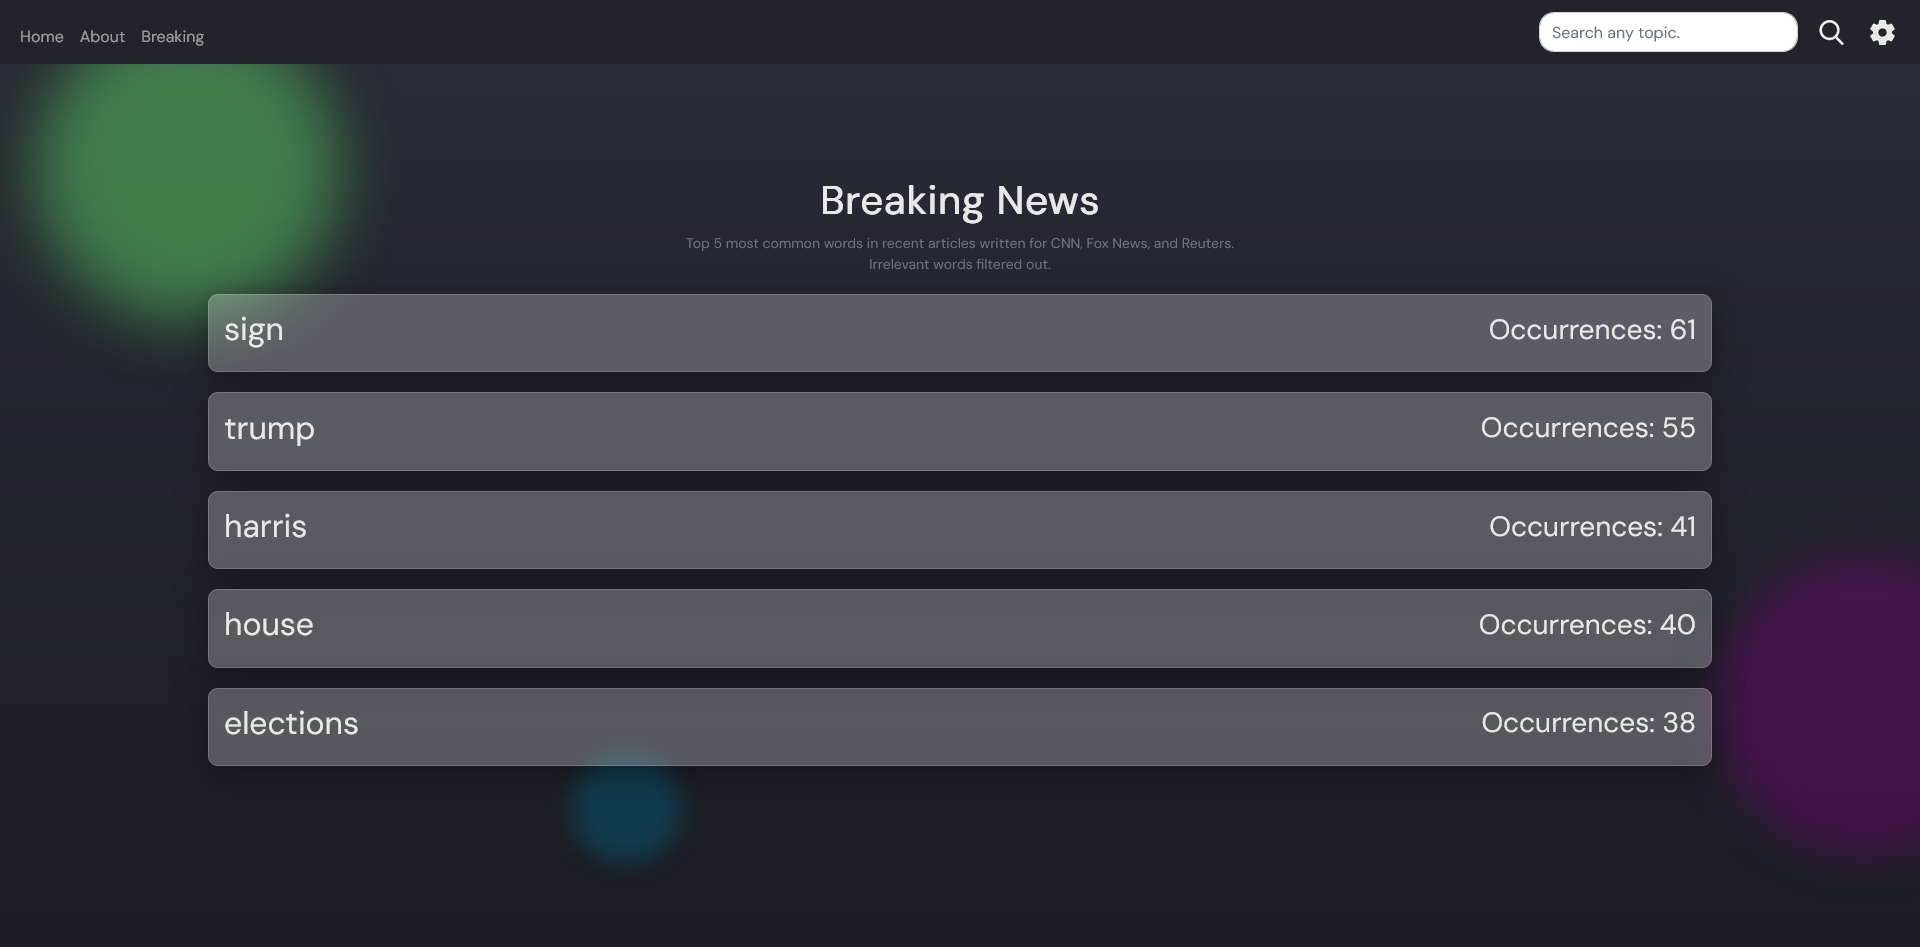 Home About Breaking
Search any topic.
Breaking News
Top 5 most common words in recent articles written for CNN, Fox News, and Reuters.
Irrelevant words filtered out.
sign Occurrences: 61
trump Occurrences: 55
harris Occurrences: 41
house Occurrences: 40
elections Occurrences: 38